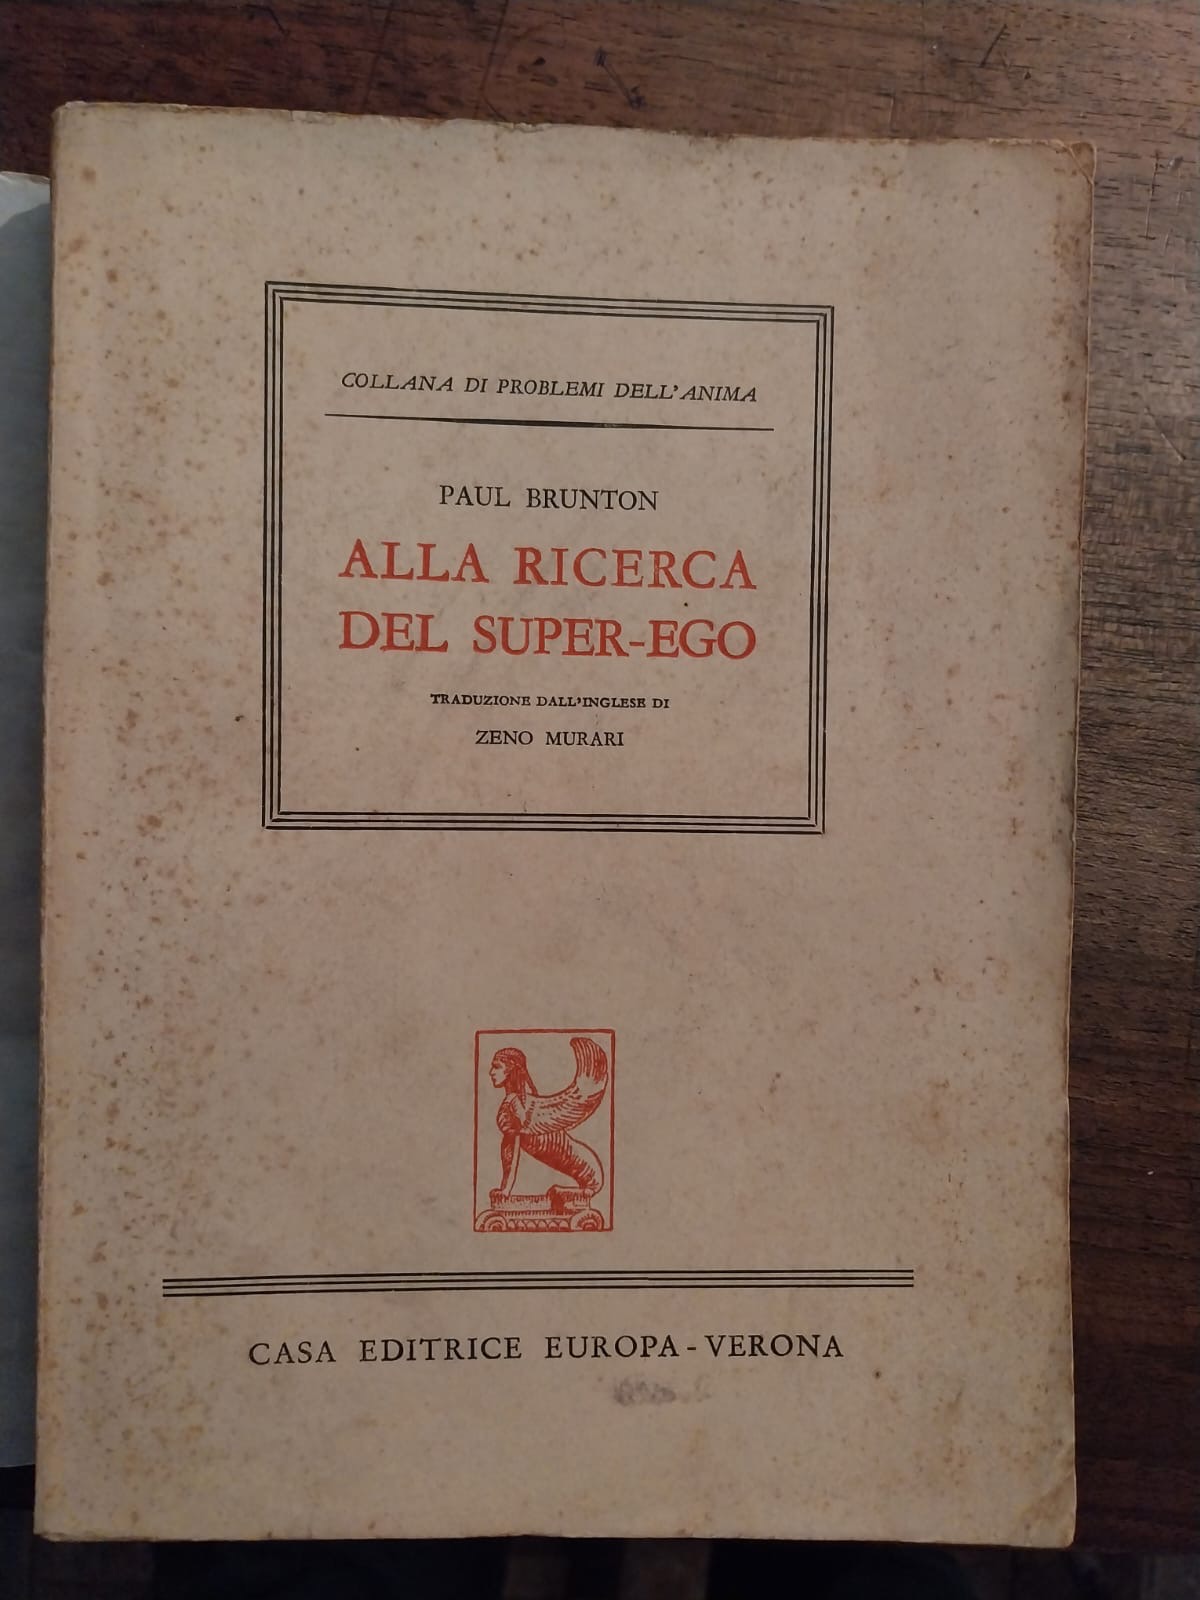 COLLANA DI PROBLEMI DELL'ANIMA
PAUL BRUNTON
ALLA RICERCA
DEL SUPER-EGO
TRADUZIONE DALL'INGLESE DI
ZENO MURARI
CASA EDITRICE EUROPA - VERONA